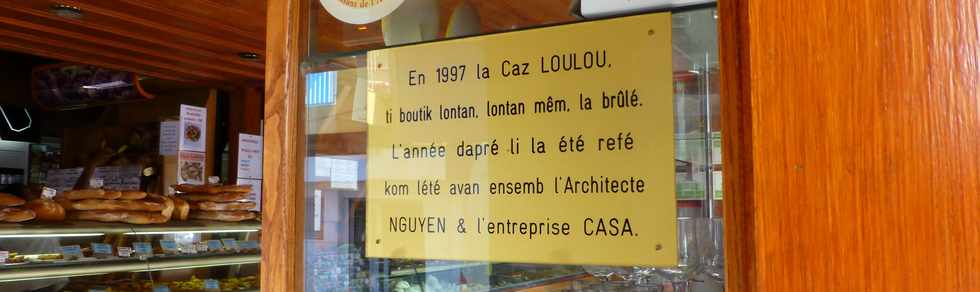 En 1997 la Caz LOULOU,
ti boutik lontan, lontan mêm, la brûlé.
L'année dapré li la été refé
kom lété avan ensemb l'Architecte
NGUYEN & l'entreprise CASA.